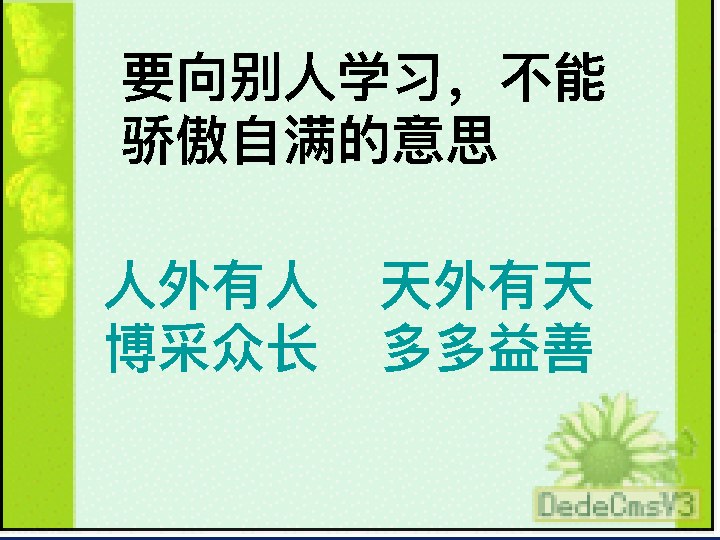 要向别人学习，不能
骄傲自满的意思
人外有人 天外有天
博采众长 多多益善
DedeCmsV3